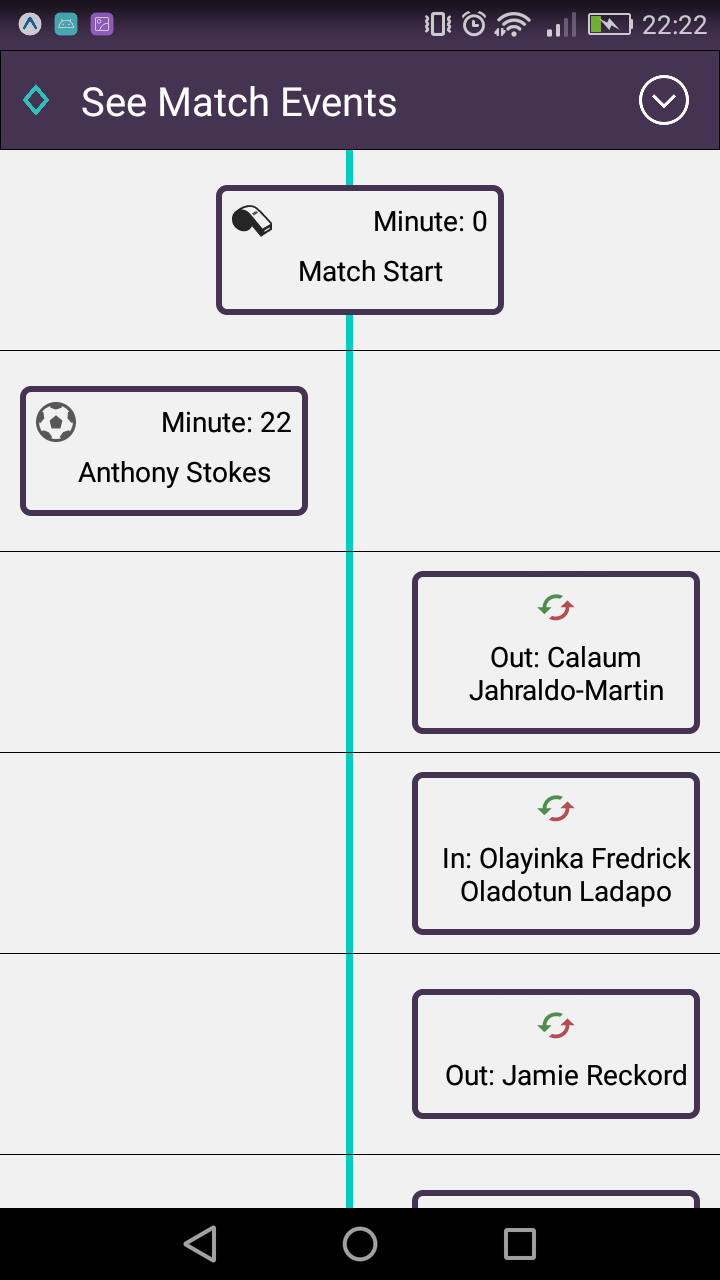 22:22
See Match Events
Minute: 0
Match Start
Minute: 22
Anthony Stokes
Out: Calaum
Jahraldo-Martin
In: Olayinka Fredrick
Oladotun Ladapo
Out: Jamie Reckord